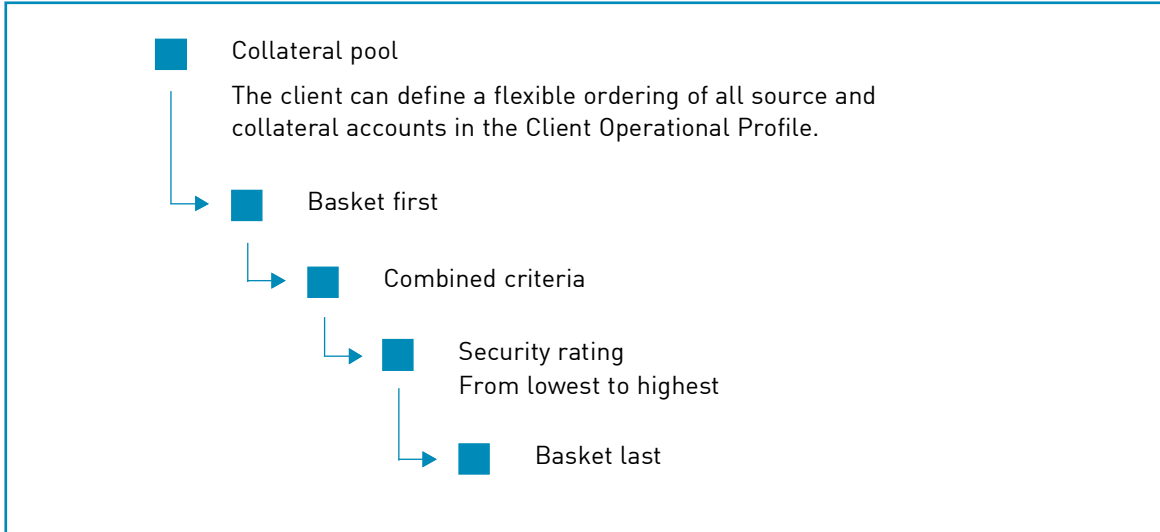 Collateral pool
The client can define a flexible ordering of all source and
collateral accounts in the Client Operational Profile.
Basket first
Combined criteria
Security rating
From lowest to highest
Basket last